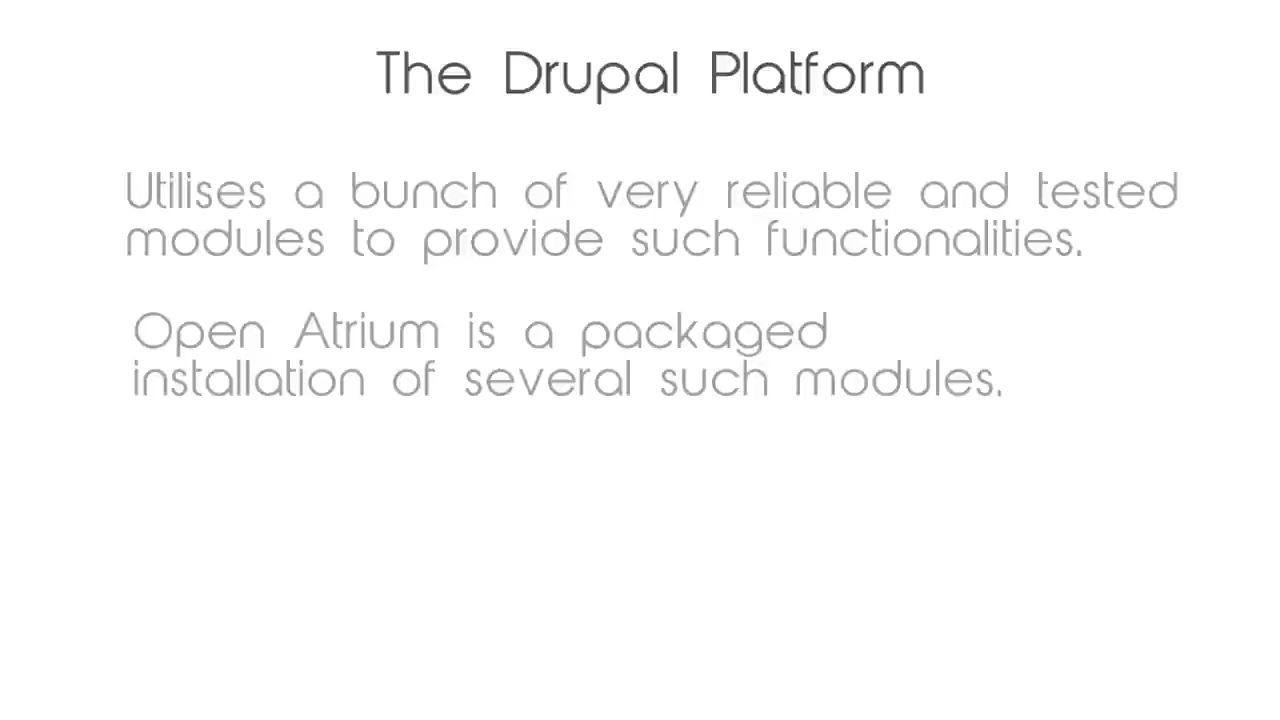 The Drupal Platform
Utilises a bunch of very reliable and tested
modules to provide such functionalities.
Open Atrium is a packaged
installation of several such modules.